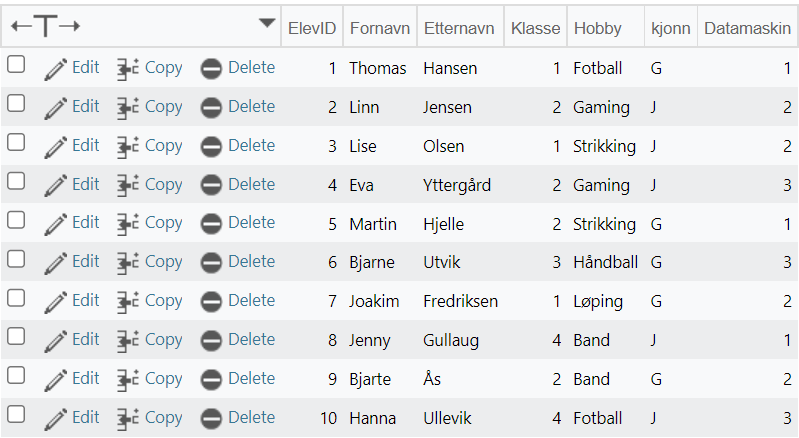 ElevID Fornavn Etternavn Klasse Hobby kjonn Datamaskin
Edit Copy Delete 1 Thomas Hansen 1 Fotball G 1
Edit Copy Delete 2 Linn Jensen 2 Gaming J 2
Edit Copy Delete 3 Lise Olsen 1 Strikking J 2
Edit Copy Delete 4 Eva Yttergård 2 Gaming J 3
Edit Copy Delete 5 Martin Hjelle 2 Strikking G 1
Edit Copy Delete 6 Bjarne Utvik 3 Håndball G 3
Edit Copy Delete 7 Joakim Fredriksen 1 Løping G 2
Edit Copy Delete 8 Jenny Gullaug 4 Band J 1
Edit Copy Delete 9 Bjarte Ås 2 Band G 2
Edit Copy Delete 10 Hanna Ullevik 4 Fotball J 3